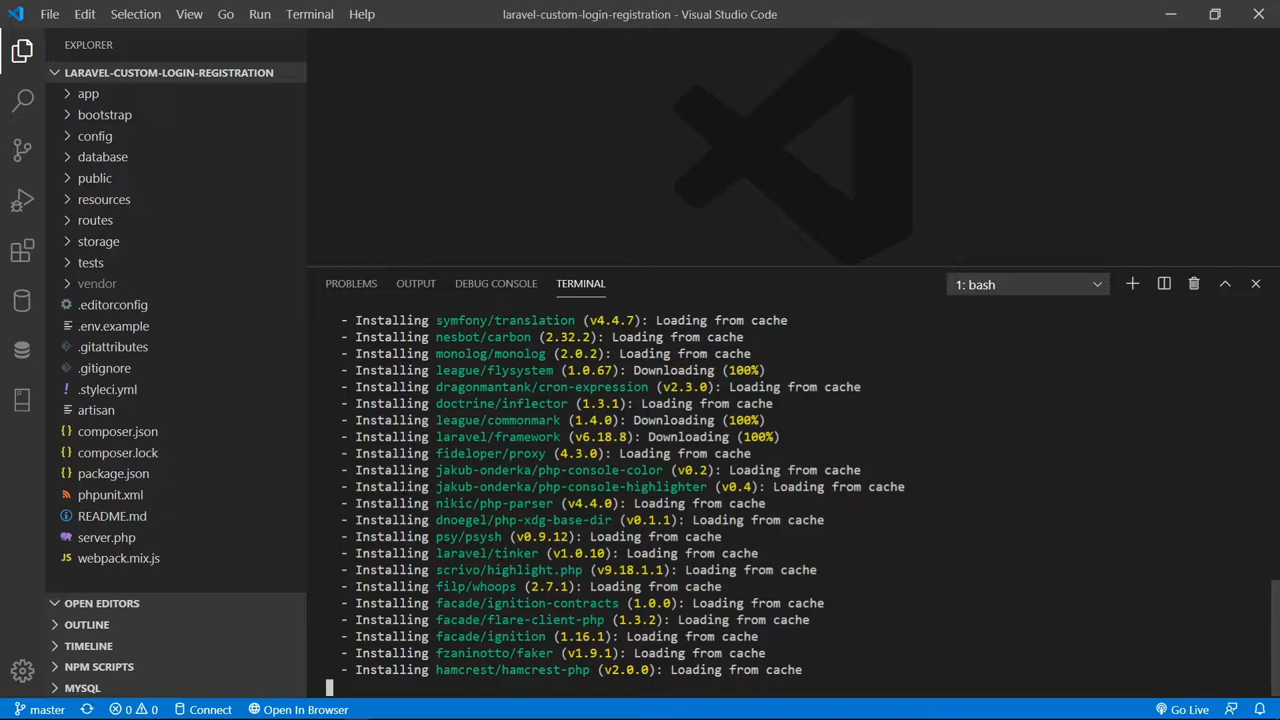 File Edit Selection View Go Run Terminal Help
laravel-custom-login-registration - Visual Studio Code
EXPLORER
LARAVEL-CUSTOM-LOGIN-REGISTRATION
app
bootstrap
config
database
public
resources
routes
storage
tests
vendor
.editorconfig
.env.example
.gitattributes
.gitignore
.styleci.yml
artisan
composer.json
composer.lock
package.json
phpunit.xml
README.md
server.php
webpack.mix.js
OPEN EDITORS
OUTLINE
TIMELINE
NPM SCRIPTS
MYSQL
PROBLEMS OUTPUT DEBUG CONSOLE TERMINAL
1: bash
- Installing symfony/translation (v4.4.7): Loading from cache
- Installing nesbot/carbon (2.32.2): Loading from cache
- Installing monolog/monolog (2.0.2): Loading from cache
- Installing league/flysystem (1.0.67): Downloading (100%)
- Installing dragonmantank/cron-expression (v2.3.0): Loading from cache
- Installing doctrine/inflector (1.3.1): Loading from cache
- Installing league/commonmark (1.4.0): Downloading (100%)
- Installing laravel/framework (v6.18.8): Downloading (100%)
- Installing fideloper/proxy (4.3.0): Loading from cache
- Installing jakub-onderka/php-console-color (v0.2): Loading from cache
- Installing jakub-onderka/php-console-highlighter (v0.4): Loading from cache
- Installing nikic/php-parser (v4.4.0): Loading from cache
- Installing dnoegel/php-xdg-base-dir (v0.1.1): Loading from cache
- Installing psy/psysh (v0.9.12): Loading from cache
- Installing laravel/tinker (v1.0.10): Loading from cache
- Installing scrivo/highlight.php (v9.18.1.1): Loading from cache
- Installing filp/whoops (2.7.1): Loading from cache
- Installing facade/ignition-contracts (1.0.0): Loading from cache
- Installing facade/flare-client-php (1.3.2): Loading from cache
- Installing facade/ignition (1.16.1): Loading from cache
- Installing fzaninotto/faker (v1.9.1): Loading from cache
- Installing hamcrest/hamcrest-php (v2.0.0): Loading from cache
master 0 0 Connect Open In Browser Go Live